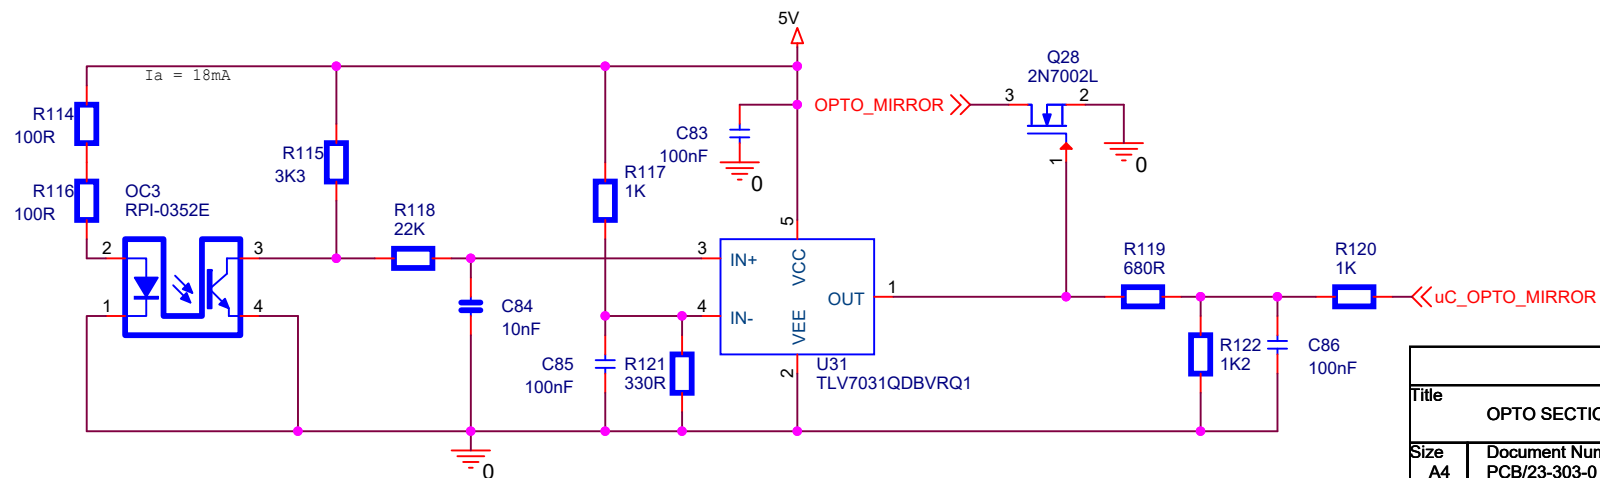 5V
Ia = 18mA
R114
100R
R116
100R
OC3
RPI-0352E
2
1
3
4
R115
3K3
R118
22K
C84
10nF
R117
1K
C83
100nF
0
C85
100nF
R121
330R
0
3
IN+
4
IN-
5
VCC
VEE
2
OUT
1
U31
TLV7031QDBVRQ1
OPTO_MIRROR
Q28
2N7002L
3
2
1
0
R119
680R
R120
1K
uC_OPTO_MIRROR
R122
1K2
C86
100nF
Title
OPTO SECTIO
Size
Document Num
A4
PCB/23-303-0